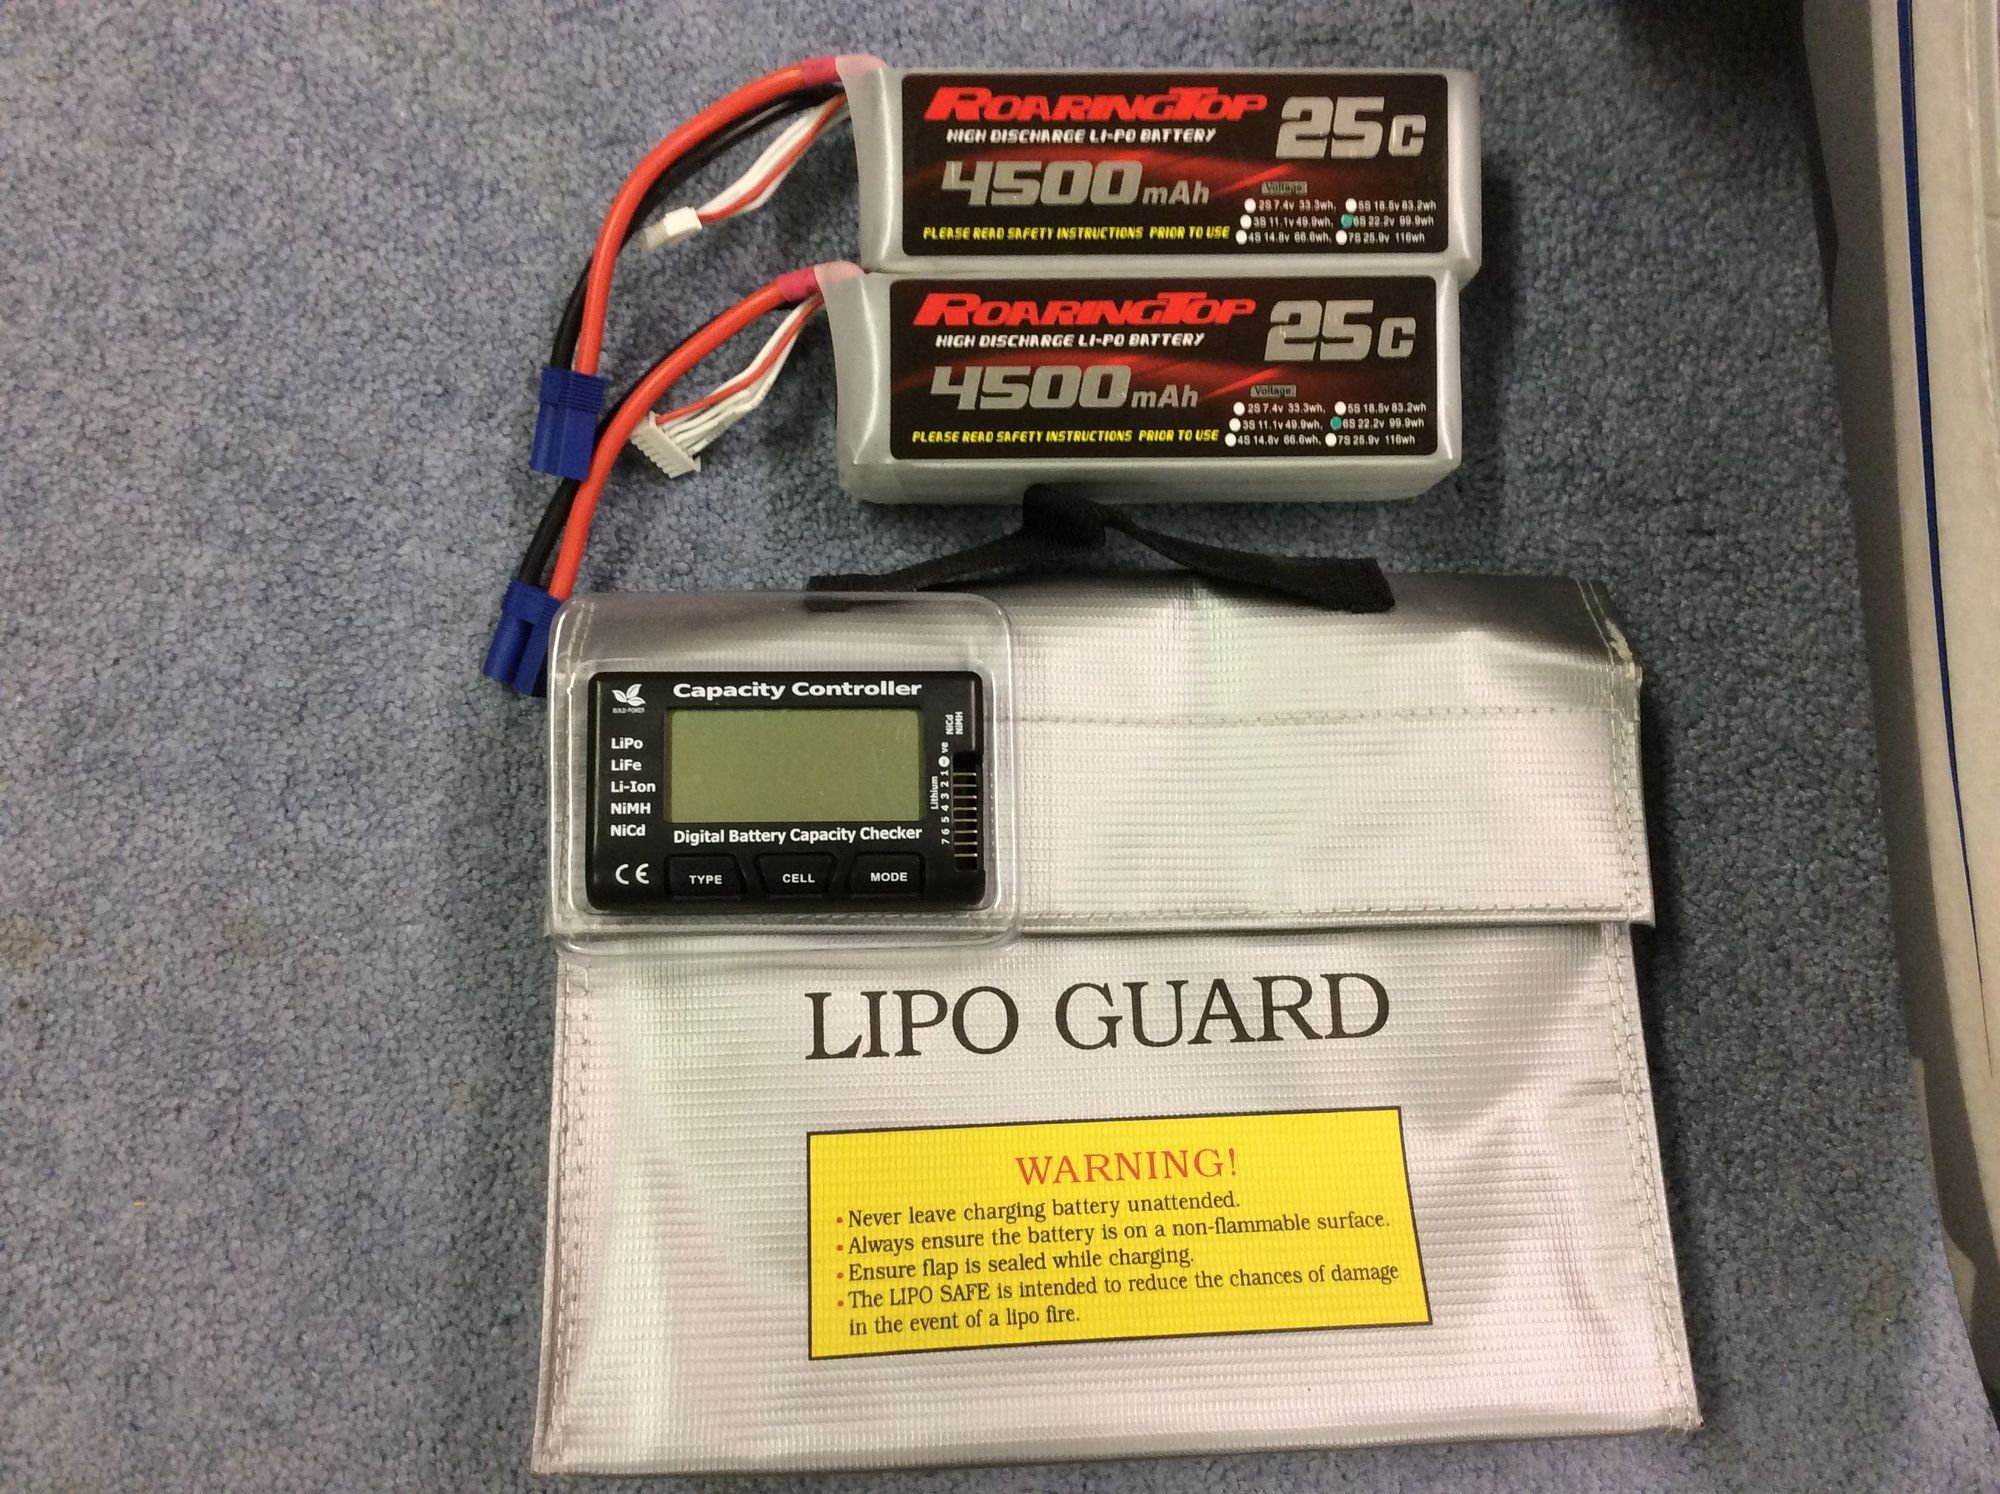 RoaringTop 25C
HIGH DISCHARGE LI-PO BATTERY
4500mAh
Voltage:
2S 7.4v 33.3wh, 5S 18.5v 83.2wh
3S 11.1v 49.9wh, 6S 22.2v 99.9wh
4S 14.8v 66.6wh, 7S 25.9v 116wh
PLEASE READ SAFETY INSTRUCTIONS PRIOR TO USE
RoaringTop 25C
HIGH DISCHARGE LI-PO BATTERY
4500mAh
Voltage:
2S 7.4v 33.3wh, 5S 18.5v 83.2wh
3S 11.1v 49.9wh, 6S 22.2v 99.9wh
4S 14.8v 66.6wh, 7S 25.9v 116wh
PLEASE READ SAFETY INSTRUCTIONS PRIOR TO USE
Capacity Controller
BUILD-POWER
LiPo
LiFe
Li-Ion
NiMH
NiCd
NiCd
NiMH
Lithium
7 6 5 4 3 2 1 - ve
Digital Battery Capacity Checker
CE
TYPE CELL MODE
LIPO GUARD
WARNING!
• Never leave charging battery unattended.
• Always ensure the battery is on a non-flammable surface.
• Ensure flap is sealed while charging.
• The LIPO SAFE is intended to reduce the chances of damage
in the event of a lipo fire.